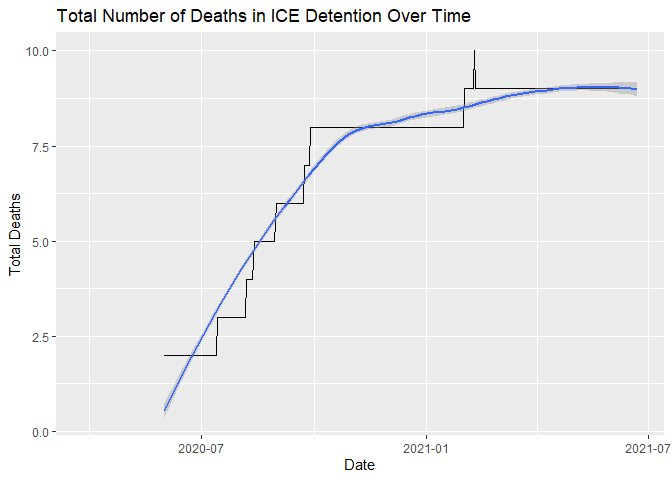 Total Number of Deaths in ICE Detention Over Time
10.0
7.5
5.0
2.5
0.0
Total Deaths
2020-07
2021-01
2021-07
Date